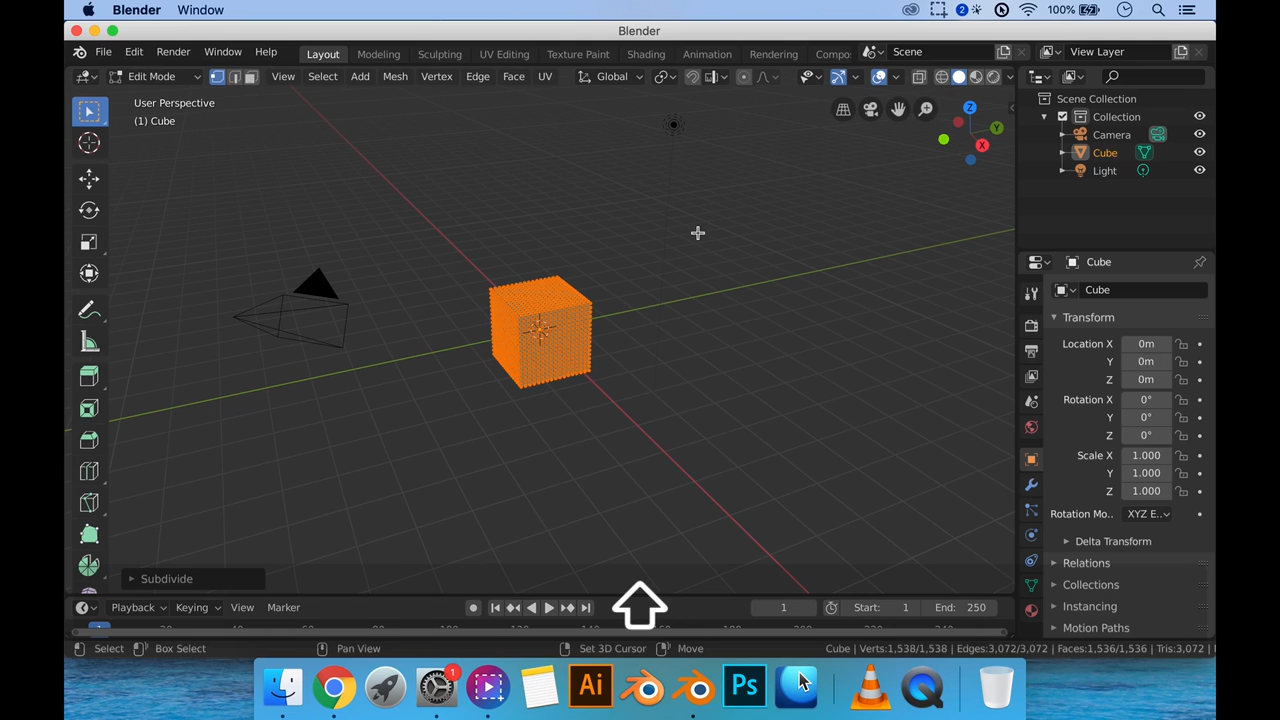 Blender Window 2 100%
Blender
File Edit Render Window Help Layout Modeling Sculpting UV Editing Texture Paint Shading Animation Rendering Compo Scene View Layer
Edit Mode View Select Add Mesh Vertex Edge Face UV Global
User Perspective
(1) Cube
Z
Y
X
Scene Collection
Collection
Camera
Cube
Light
Cube
Cube
Transform
Location X 0m
Y 0m
Z 0m
Rotation X 0°
Y 0°
Z 0°
Scale X 1.000
Y 1.000
Z 1.000
Rotation Mo.. XYZ E..
Delta Transform
Relations
Collections
Instancing
Motion Paths
Subdivide
Playback Keying View Marker 1 Start: 1 End: 250
Select Box Select Pan View Set 3D Cursor Move Cube | Verts:1,538/1,538 | Edges:3,072/3,072 | Faces:1,536/1,536 | Tris:3,072 |
1 Ai Ps